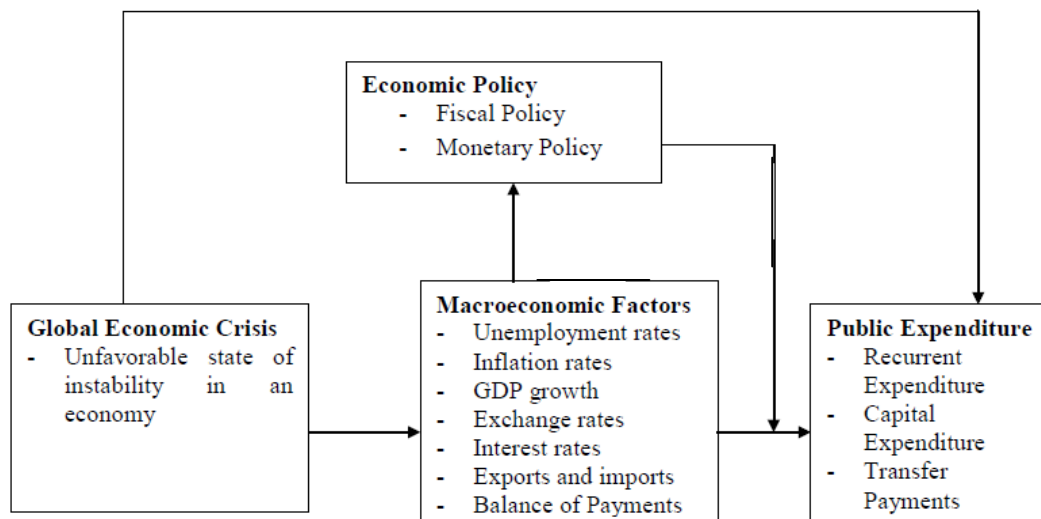 Economic Policy
- Fiscal Policy
- Monetary Policy
Global Economic Crisis
- Unfavorable state of
instability in an
economy
Macroeconomic Factors
- Unemployment rates
- Inflation rates
- GDP growth
- Exchange rates
- Interest rates
- Exports and imports
- Balance of Payments
Public Expenditure
- Recurrent
Expenditure
- Capital
Expenditure
- Transfer
Payments